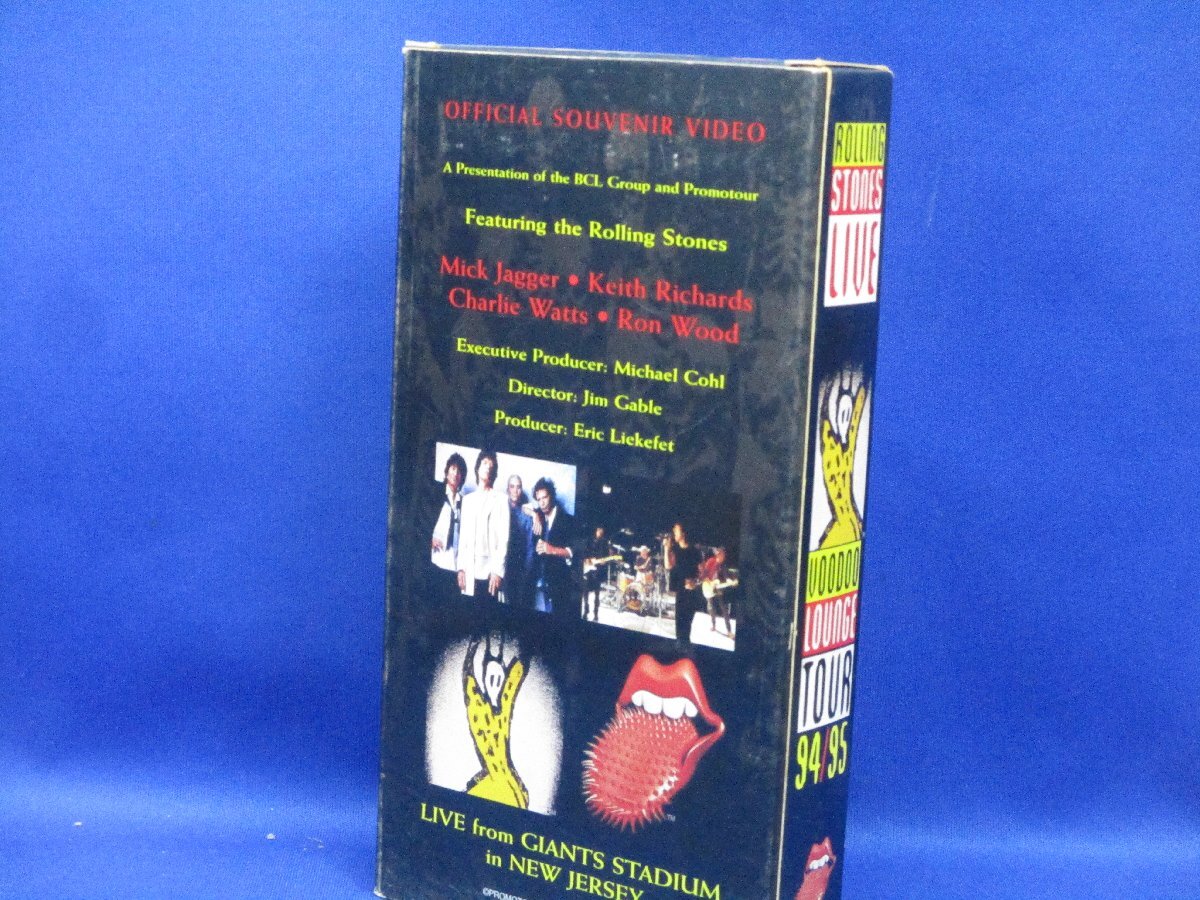 OFFICIAL SOUVENIR VIDEO
A Presentation of the BCL Group and Promotour
Featuring the Rolling Stones
Mick Jagger • Keith Richards
Charlie Watts • Ron Wood
Executive Producer: Michael Cohl
Director: Jim Gable
Producer: Eric Liekefet
TM
LIVE from GIANTS STADIUM
in NEW JERSEY
ROLLING
STONES
LIVE
VOODOO
LOUNGE
TOUR
94/95